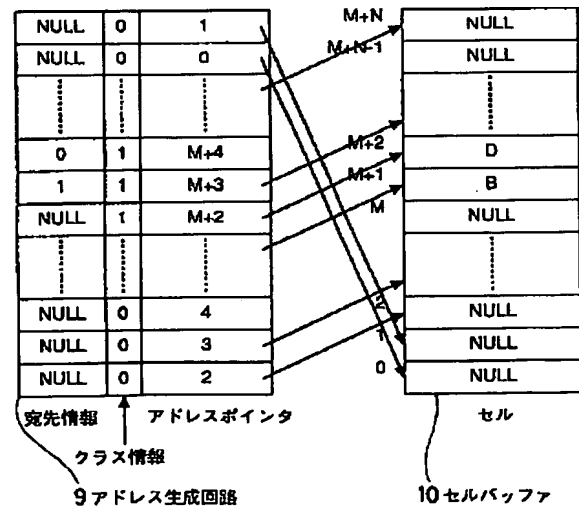 NULL 0 1
NULL 0 0
0 1 M+4
1 1 M+3
NULL 1 M+2
NULL 0 4
NULL 0 3
NULL 0 2
宛先情報 アドレスポインタ
クラス情報
9 アドレス生成回路
M+N
M+N-1
M+2
M+1
M
2
1
0
NULL
NULL
D
B
NULL
NULL
NULL
NULL
セル
10 セルバッファ